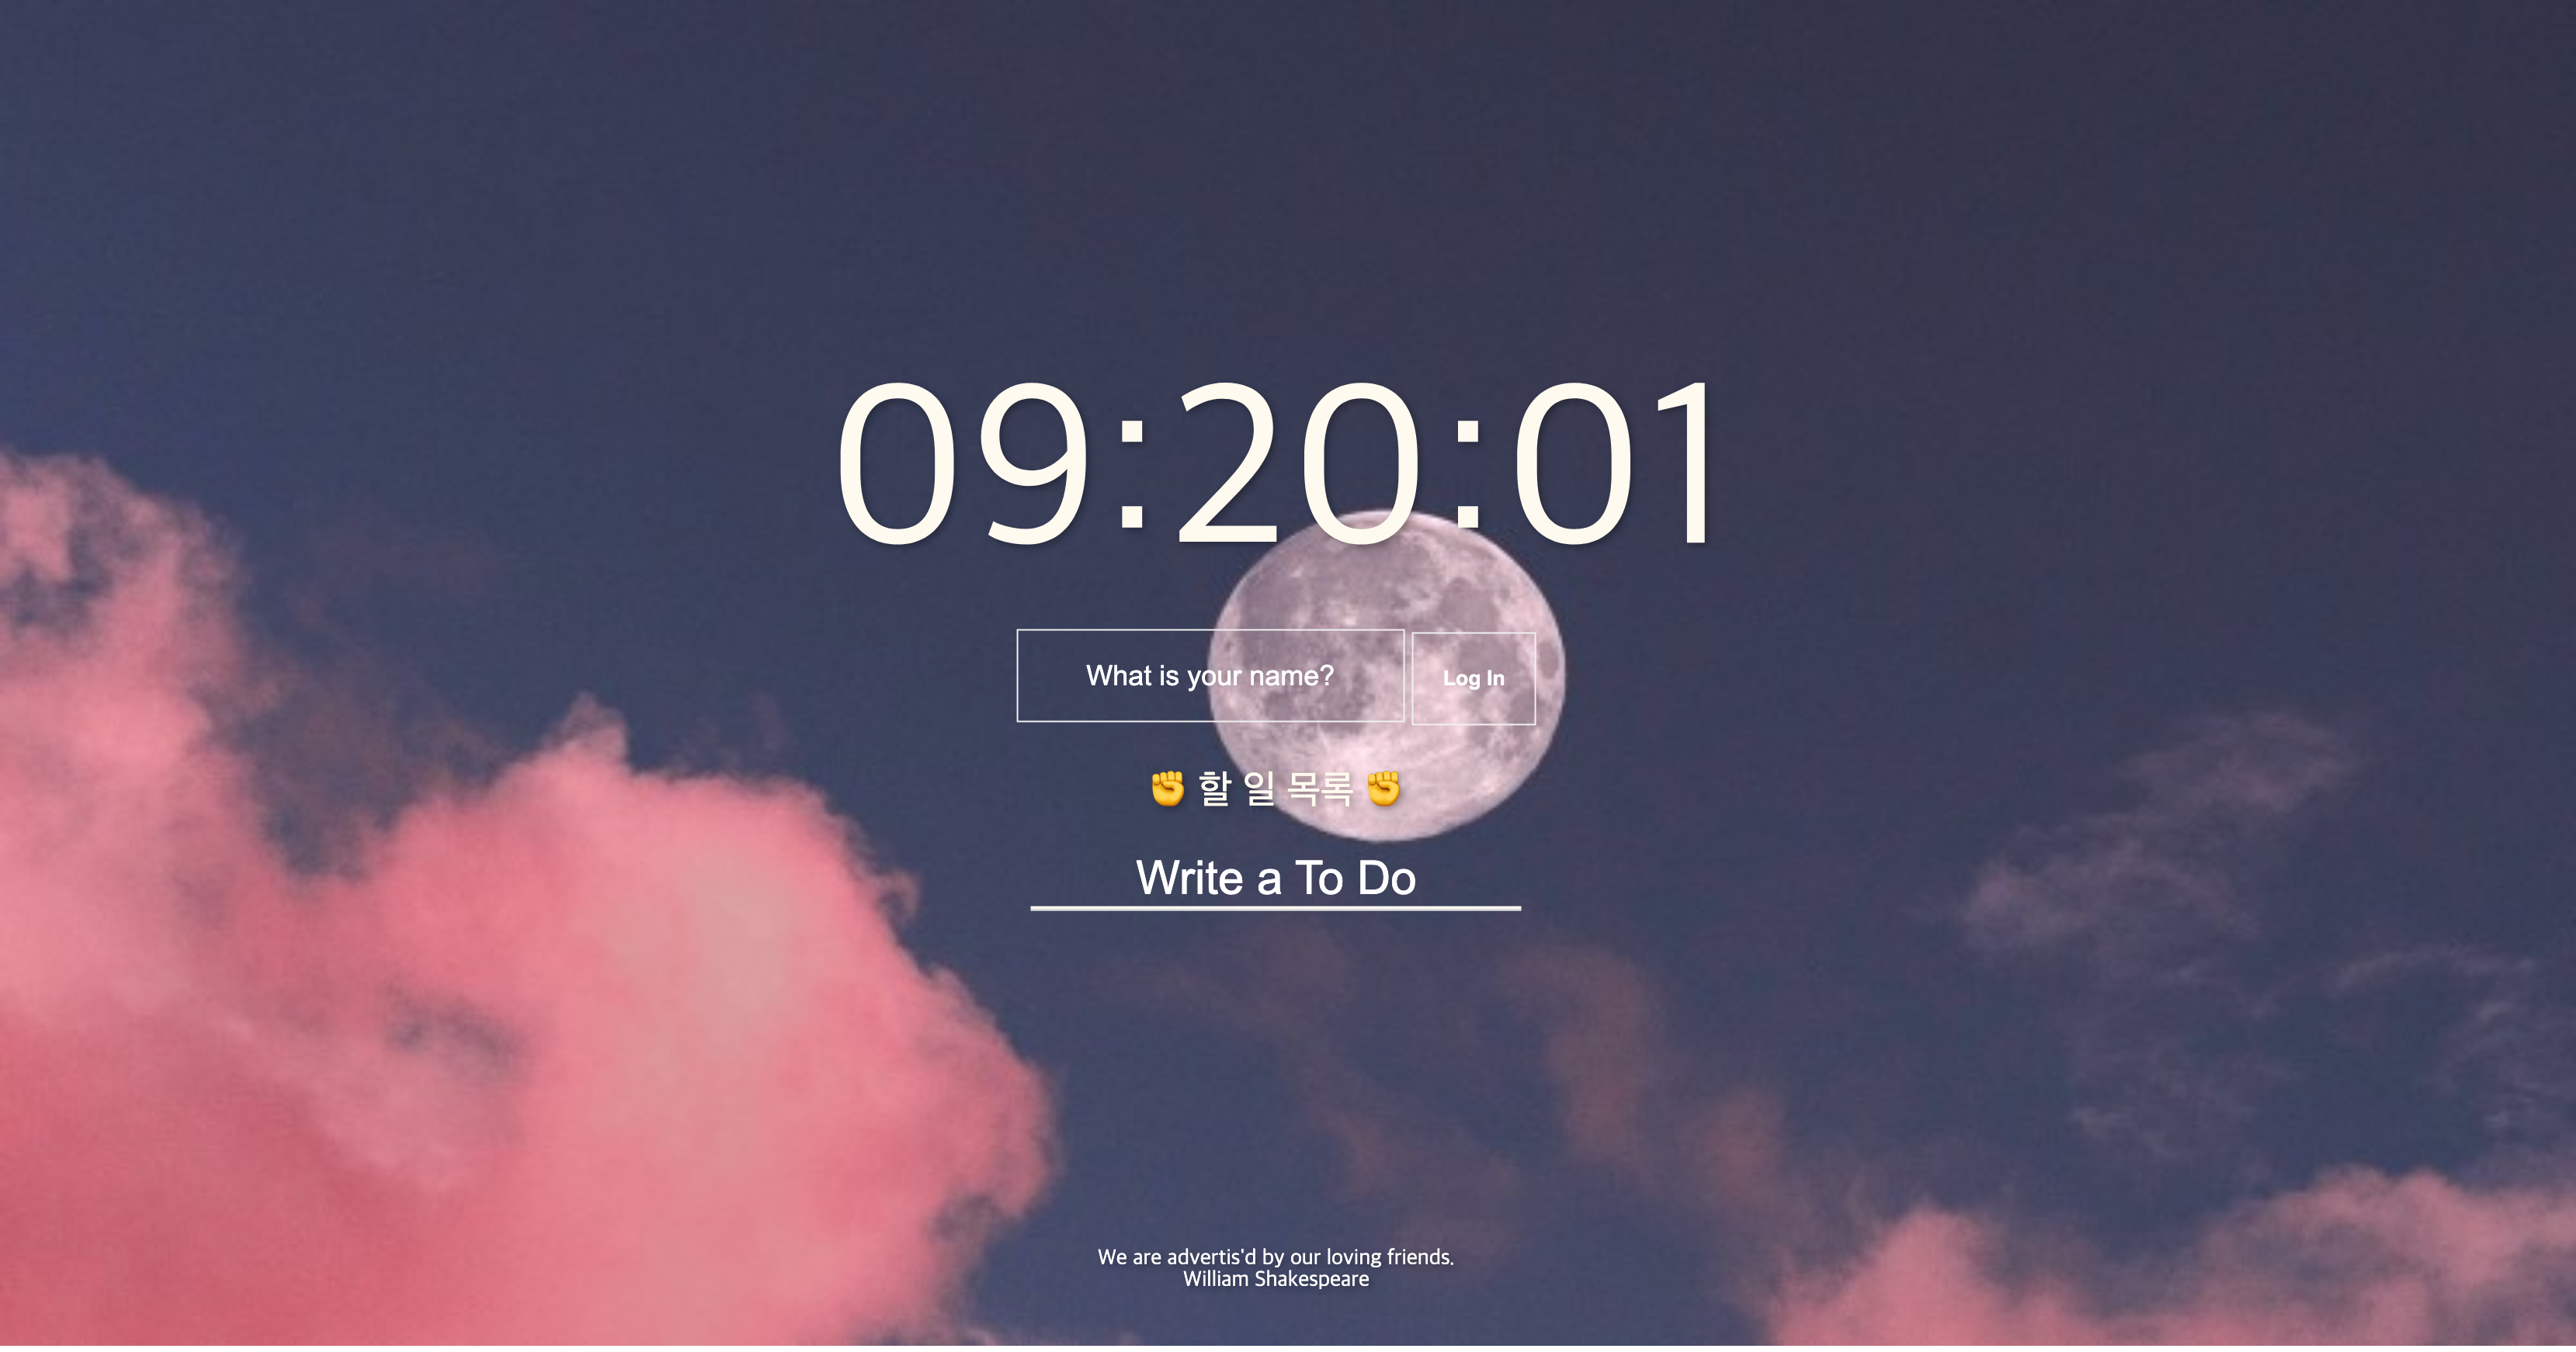 09:20:01
What is your name?
Log In
✊ 할 일 목록 ✊
Write a To Do
We are advertis'd by our loving friends.
William Shakespeare